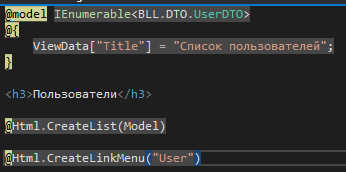 @model IEnumerable<BLL.DTO.UserDTO>
@{
ViewData["Title"] = "Список пользователей";
}
<h3>Пользователи</h3>
@Html.CreateList(Model)
@Html.CreateLinkMenu("User")